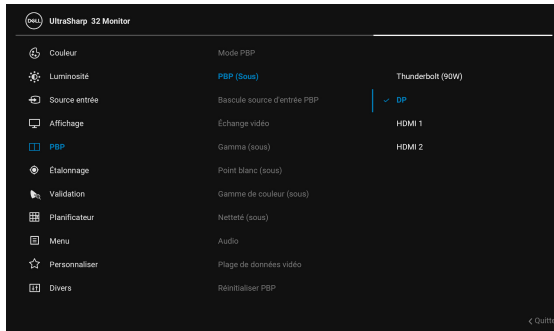 DELL UltraSharp 32 Monitor
Couleur
Mode PBP
Luminosité
PBP (Sous)
Thunderbolt (90W)
Source entrée
Bascule source d'entrée PBP
DP
Affichage
Échange vidéo
HDMI 1
PBP
Gamma (sous)
HDMI 2
Étalonnage
Point blanc (sous)
Validation
Gamme de couleur (sous)
Planificateur
Netteté (sous)
Menu
Audio
Personnaliser
Plage de données vidéo
Divers
Réinitialiser PBP
Quitte